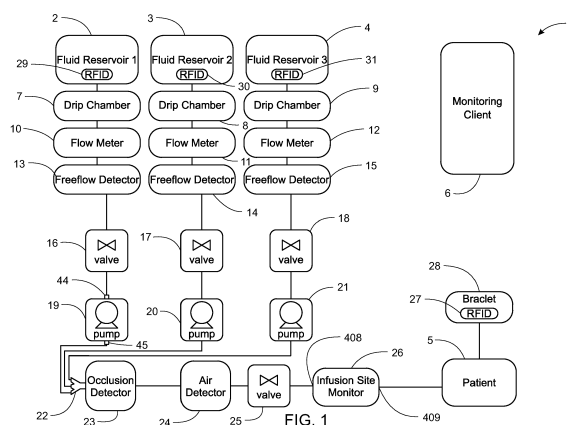 2 3 4
Fluid Reservoir 1 Fluid Reservoir 2 Fluid Reservoir 3
29 RFID RFID 30 RFID 31
7 Drip Chamber Drip Chamber Drip Chamber 9
8
10 Flow Meter Flow Meter Flow Meter 12
11
13 Freeflow Detector Freeflow Detector Freeflow Detector 15
14
Monitoring
Client
6
16 17 18
valve valve valve
44
19 20 21
pump pump pump
45
28
Braclet
27 RFID
5
408 26
22 Occlusion Detector Air Detector valve Infusion Site Monitor Patient
23 24 25 409
FIG. 1